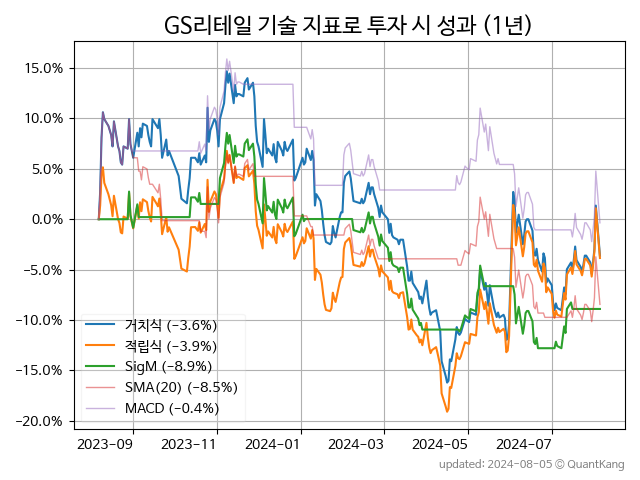 GS리테일 기술 지표로 투자 시 성과 (1년)
15.0%
10.0%
5.0%
0.0%
−5.0%
−10.0%
−15.0%
−20.0%
거치식 (−3.6%)
적립식 (−3.9%)
SigM (−8.9%)
SMA(20) (−8.5%)
MACD (−0.4%)
2023−09
2023−11
2024−01
2024−03
2024−05
2024−07
updated: 2024−08−05 © QuantKang